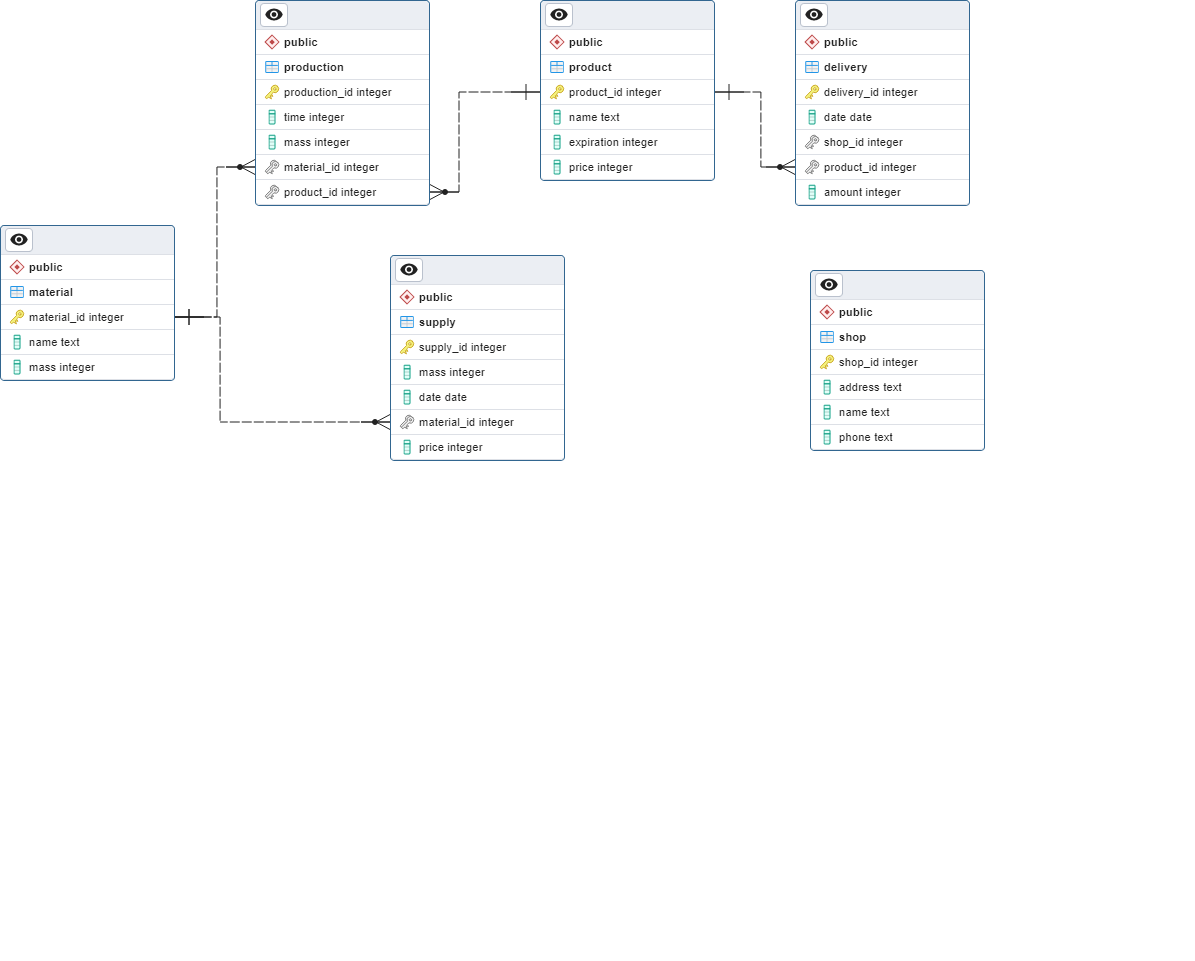 public
production
production_id integer
time integer
mass integer
material_id integer
product_id integer
public
product
product_id integer
name text
expiration integer
price integer
public
delivery
delivery_id integer
date date
shop_id integer
product_id integer
amount integer
public
material
material_id integer
name text
mass integer
public
supply
supply_id integer
mass integer
date date
material_id integer
price integer
public
shop
shop_id integer
address text
name text
phone text